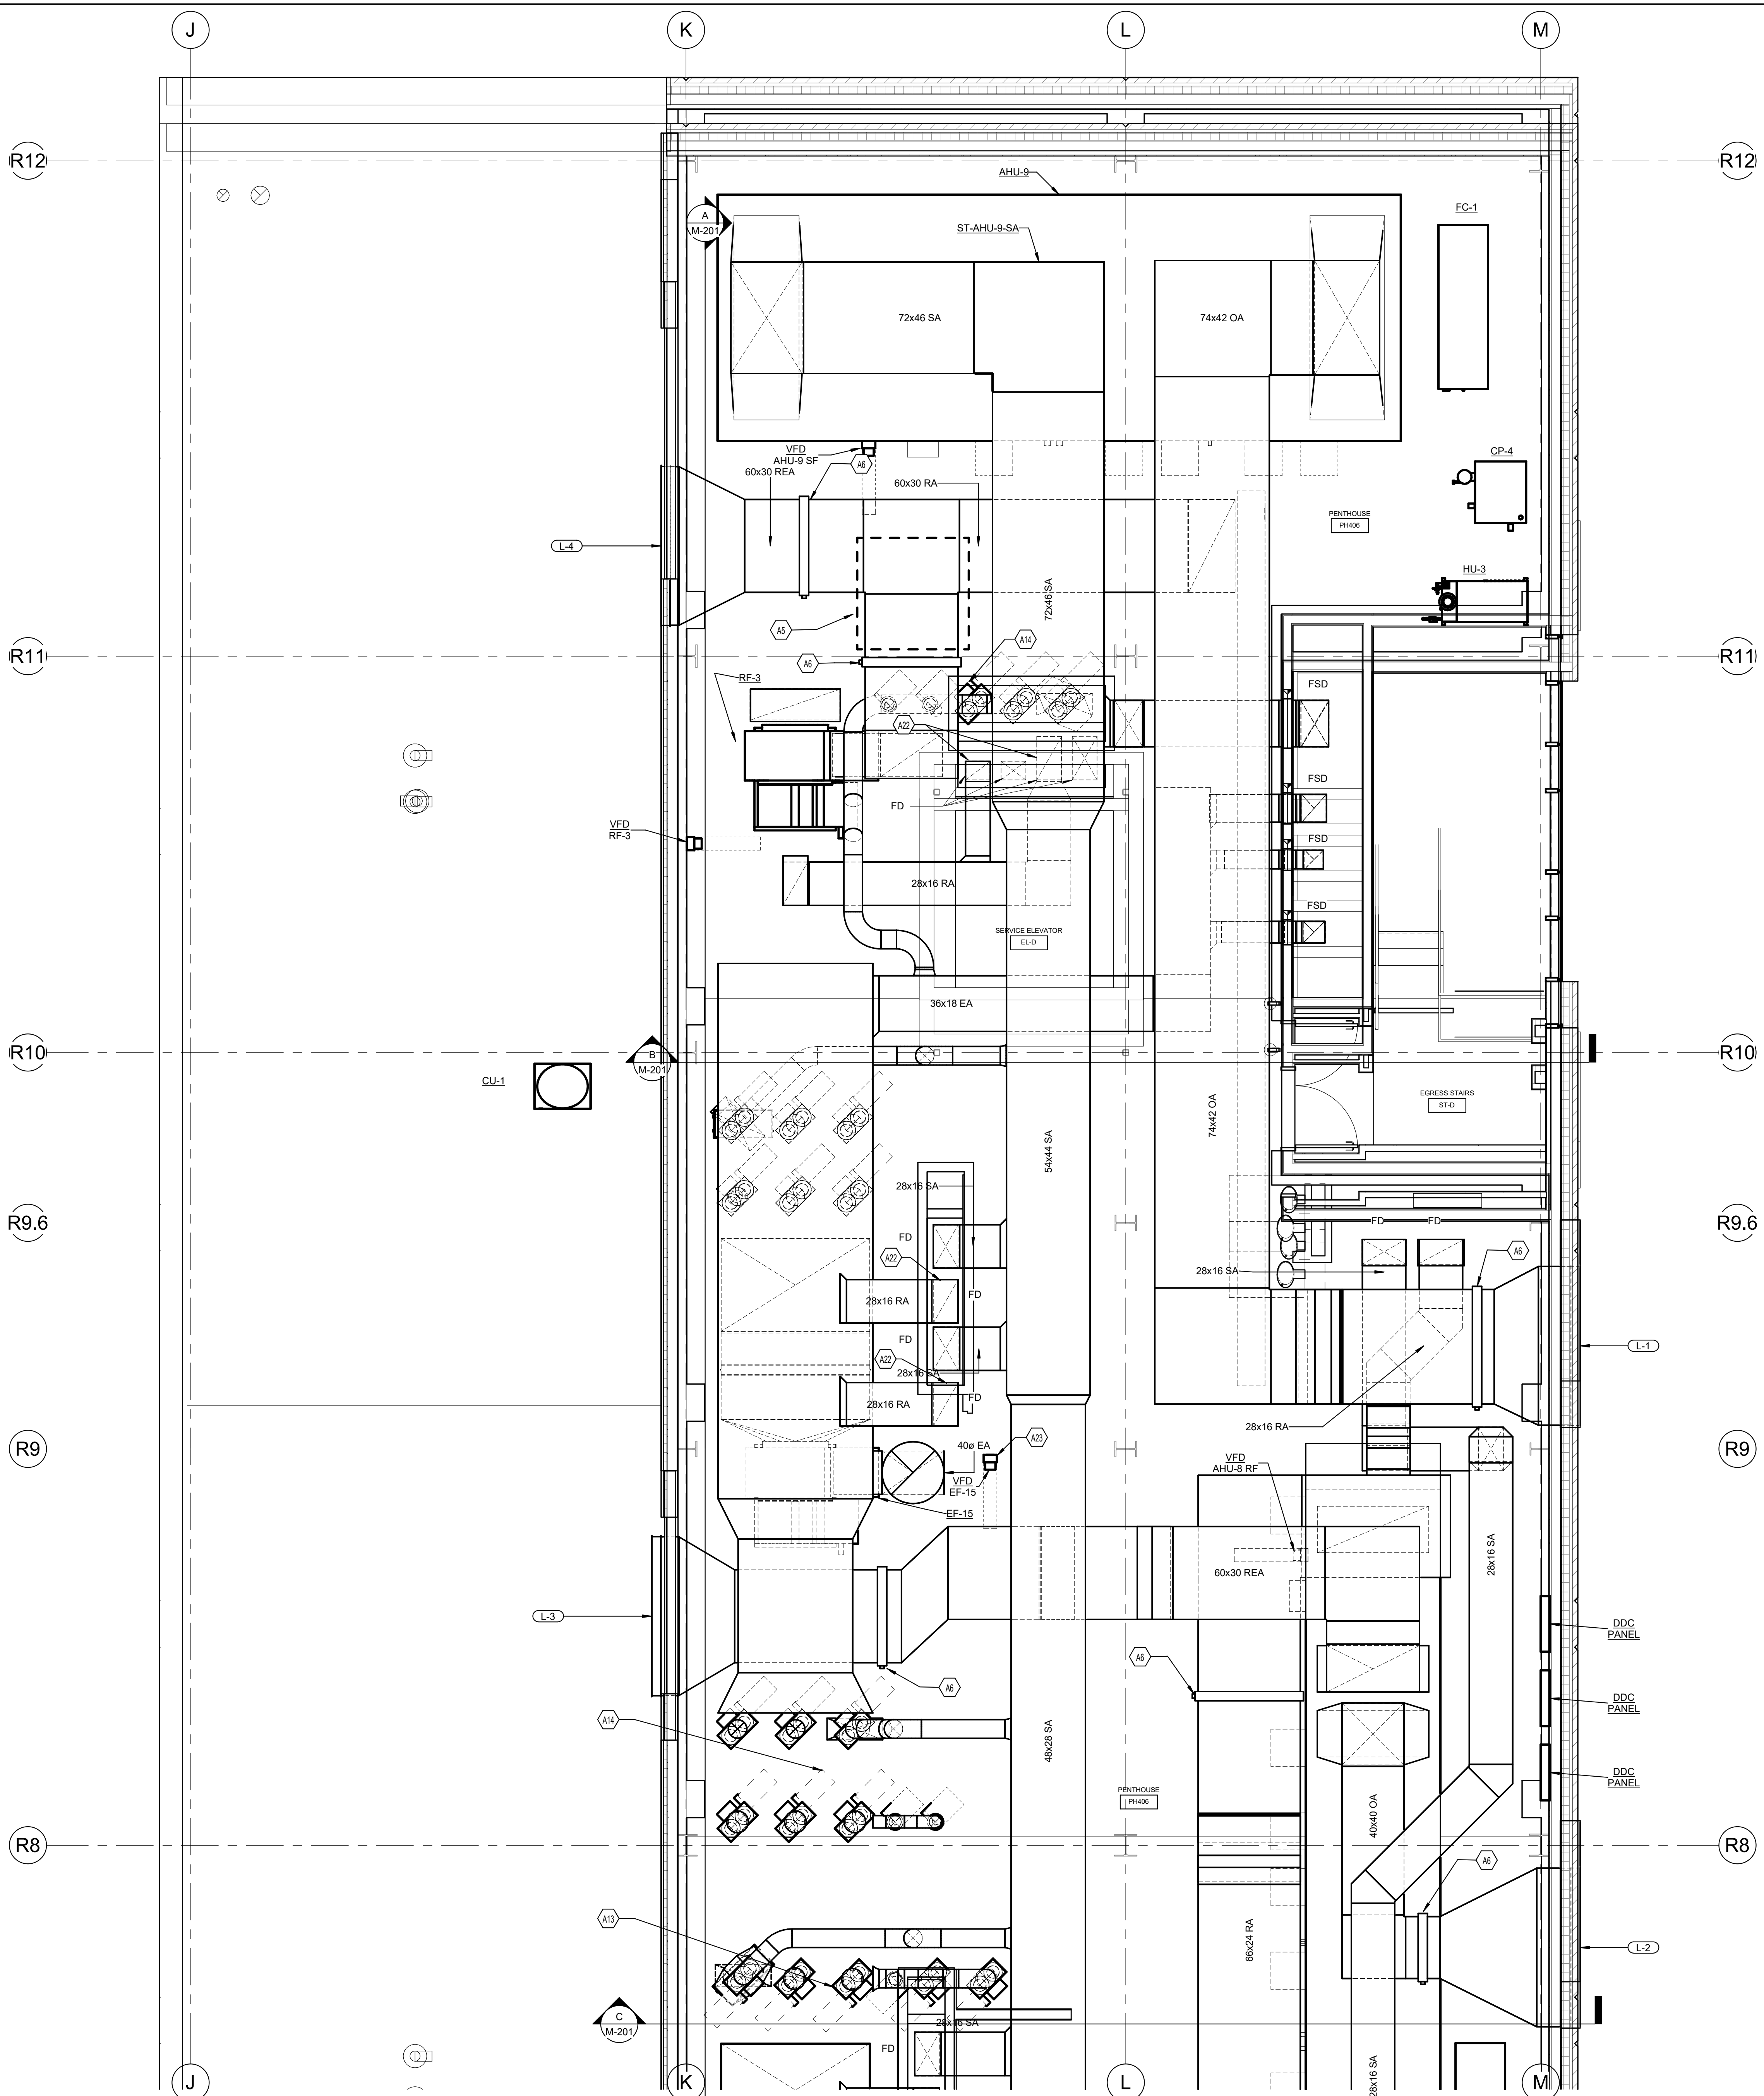 J
K
L
M
R12
R12
AHU-9
FC-1
A
M-201
ST-AHU-9-SA
72x46 SA
74x42 OA
VFD
AHU-9 SF
60x30 REA
A6
60x30 RA
CP-4
PENTHOUSE
PH406
L-4
HU-3
72x46 SA
A5
A14
R11
A6
R11
RF-3
FSD
A22
FSD
FD
VFD
RF-3
FSD
28x16 RA
FSD
SERVICE ELEVATOR
EL-D
36x18 EA
R10
B
M-201
R10
CU-1
EGRESS STAIRS
ST-D
74x42 OA
54x44 SA
28x16 SA
R9.6
FD
FD
R9.6
FD
A22
A6
28x16 SA
28x16 RA
FD
FD
L-1
A22
28x16 SA
28x16 RA
FD
28x16 RA
A23
R9
40ø EA
R9
VFD
AHU-8 RF
VFD
EF-15
EF-15
28x16 SA
60x30 REA
L-3
DDC
PANEL
A6
A6
DDC
PANEL
A14
48x28 SA
DDC
PANEL
PENTHOUSE
PH406
40x40 OA
R8
R8
A6
A13
66x24 RA
L-2
C
M-201
28x16 SA
FD
28x16 SA
J
K
L
M